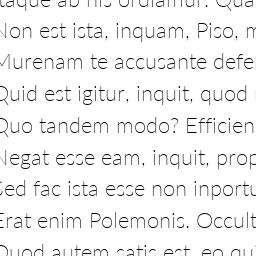 itaque ab his ordiamur. Qua
Non est ista, inquam, Piso, m
Murenam te accusante defe
Quid est igitur, inquit, quod
Quo tandem modo? Efficien
Negat esse eam, inquit, prop
Sed fac ista esse non inportu
Erat enim Polemonis. Occult
Quod autem satis est, eo qui